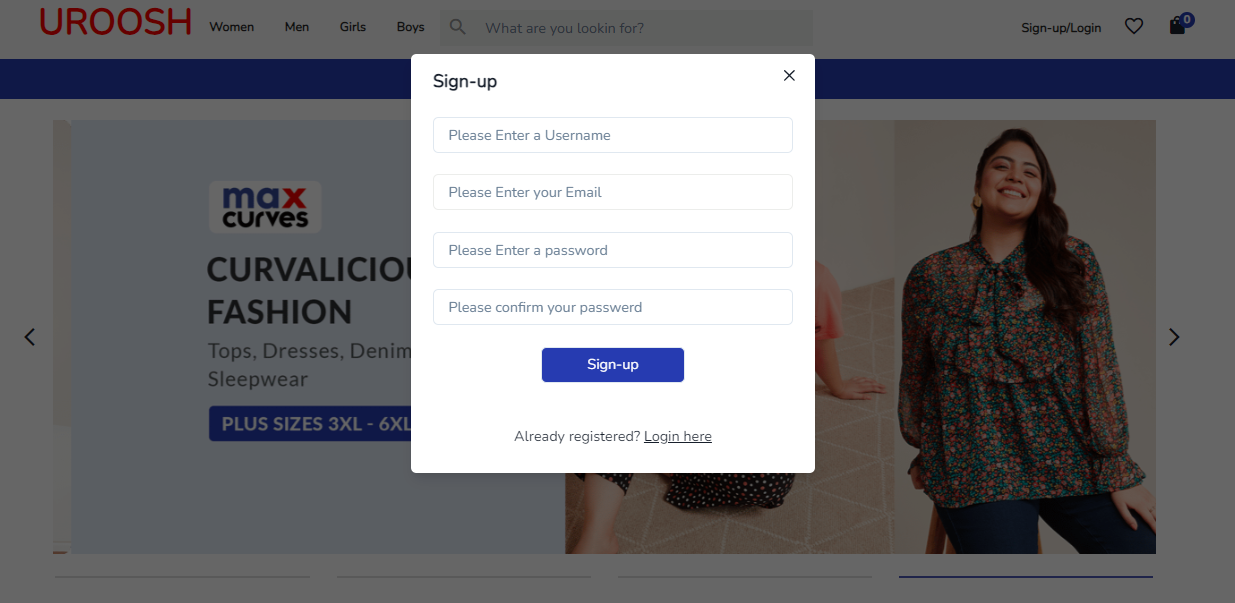 UROOSH
Women
Men
Girls
Boys
What are you lookin for?
Sign-up/Login
0
Sign-up
Please Enter a Username
Please Enter your Email
Please Enter a password
Please confirm your passwerd
Sign-up
Already registered? Login here
max
curves
CURVALICIOU
FASHION
Tops, Dresses, Denim
Sleepwear
PLUS SIZES 3XL - 6XL